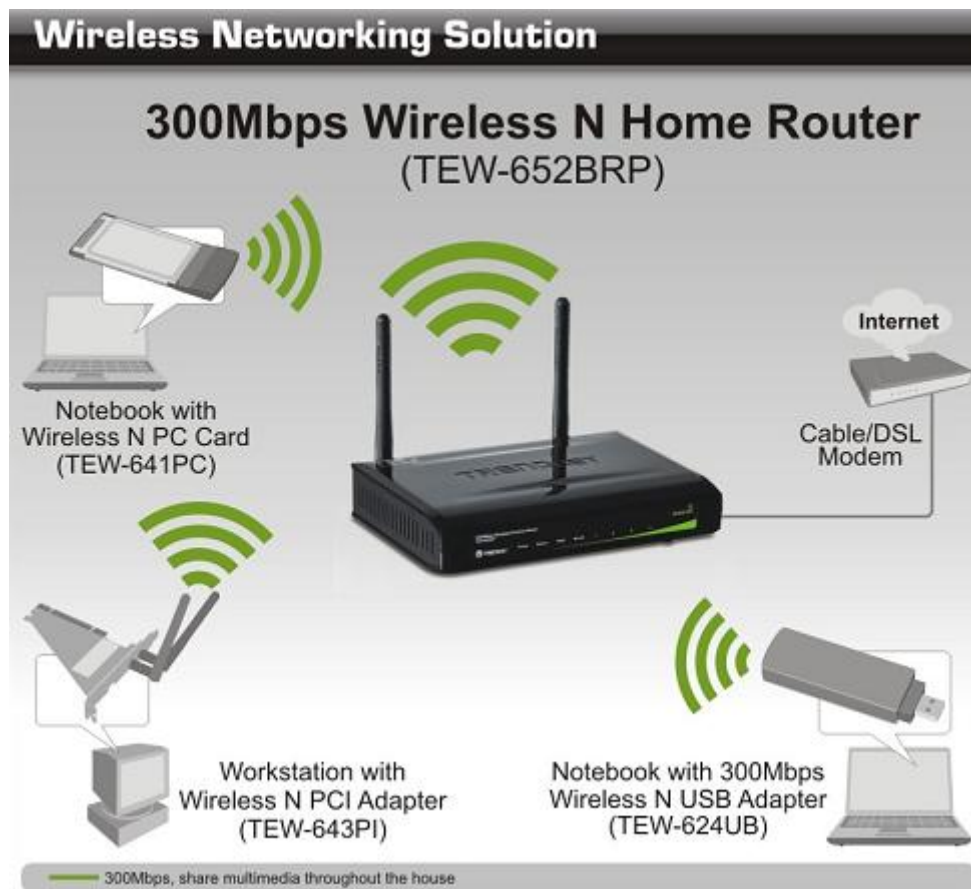 Wireless Networking Solution
300Mbps Wireless N Home Router
(TEW-652BRP)
Internet
Notebook with
Wireless N PC Card
(TEW-641PC)
Cable/DSL
Modem
TRENDNET
Workstation with
Wireless N PCI Adapter
(TEW-643PI)
Notebook with 300Mbps
Wireless N USB Adapter
(TEW-624UB)
300Mbps, share multimedia throughout the house